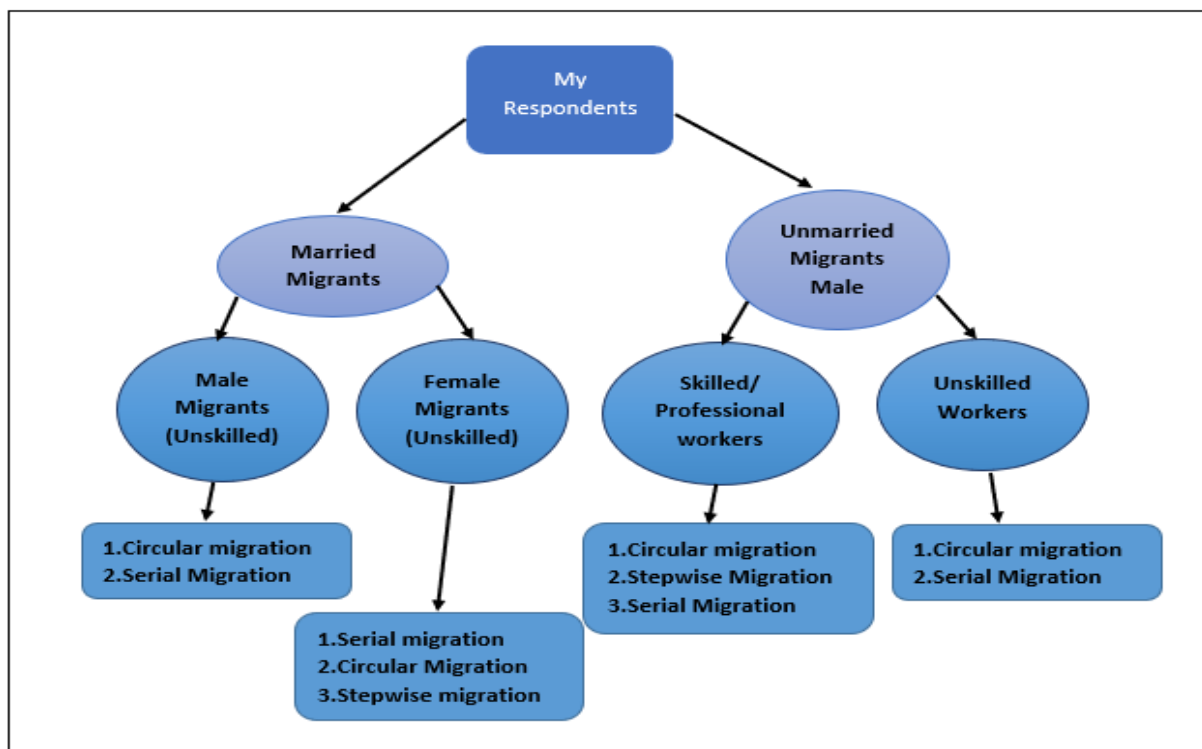 My
Respondents
Married
Migrants
Unmarried
Migrants
Male
Male
Migrants
(Unskilled)
Female
Migrants
(Unskilled)
Skilled/
Professional
workers
Unskilled
Workers
1.Circular migration
2.Serial Migration
1.Serial migration
2.Circular Migration
3.Stepwise migration
1.Circular migration
2.Stepwise Migration
3.Serial Migration
1.Circular migration
2.Serial Migration